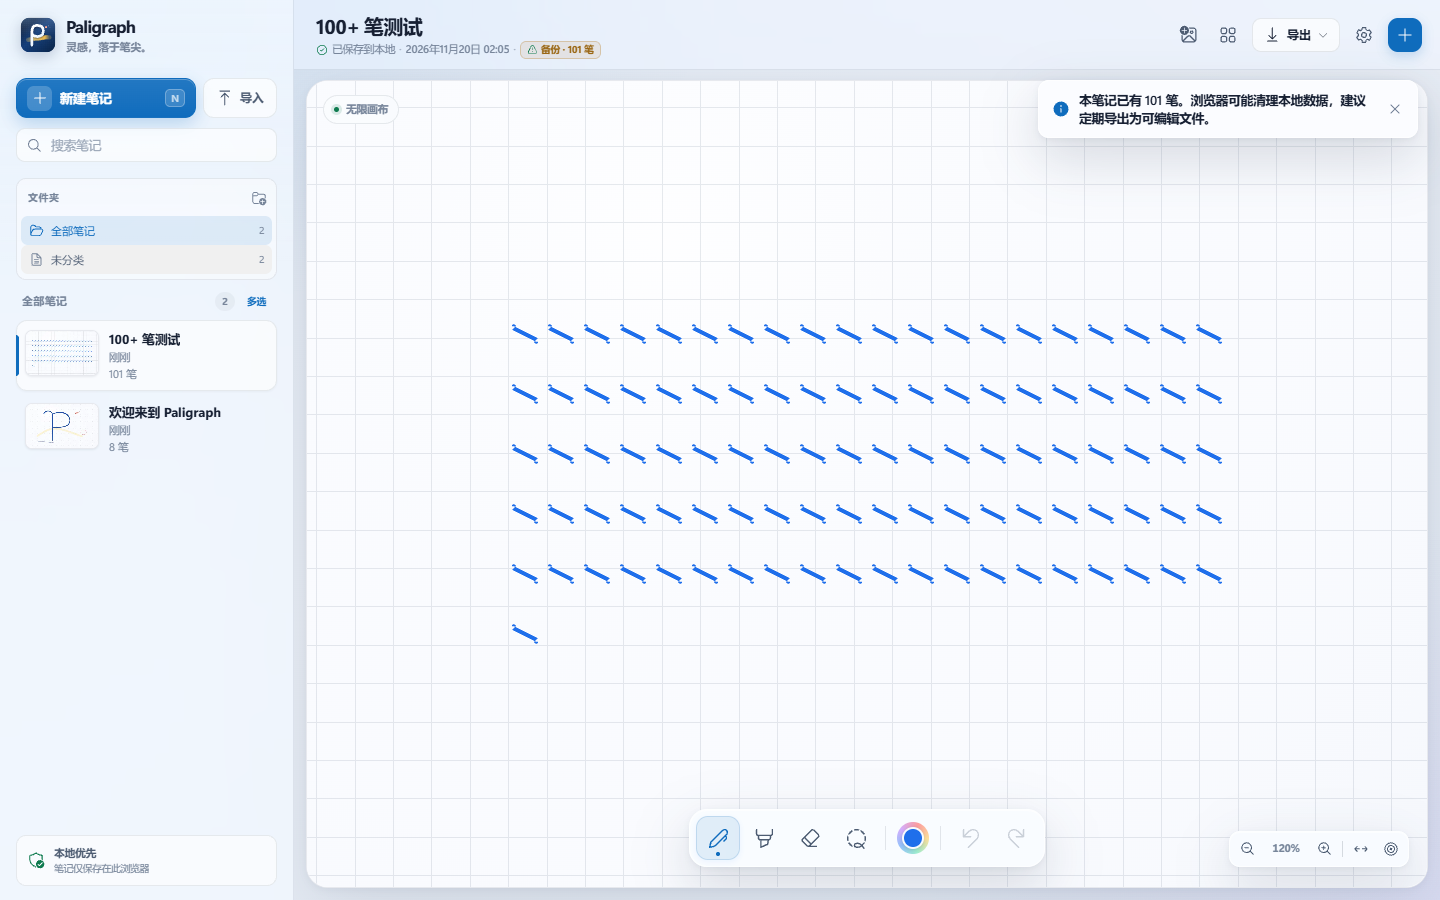 Paligraph
灵感，落于笔尖。
新建笔记 N
导入
搜索笔记
文件夹
全部笔记 2
未分类 2
全部笔记 2 多选
100+ 笔测试
刚刚
101 笔
欢迎来到 Paligraph
刚刚
8 笔
本地优先
笔记仅保存在此浏览器
100+ 笔测试
已保存到本地 · 2026年11月20日 02:05 · 备份 · 101 笔
导出
无限画布
本笔记已有 101 笔。浏览器可能清理本地数据，建议
定期导出为可编辑文件。
120%